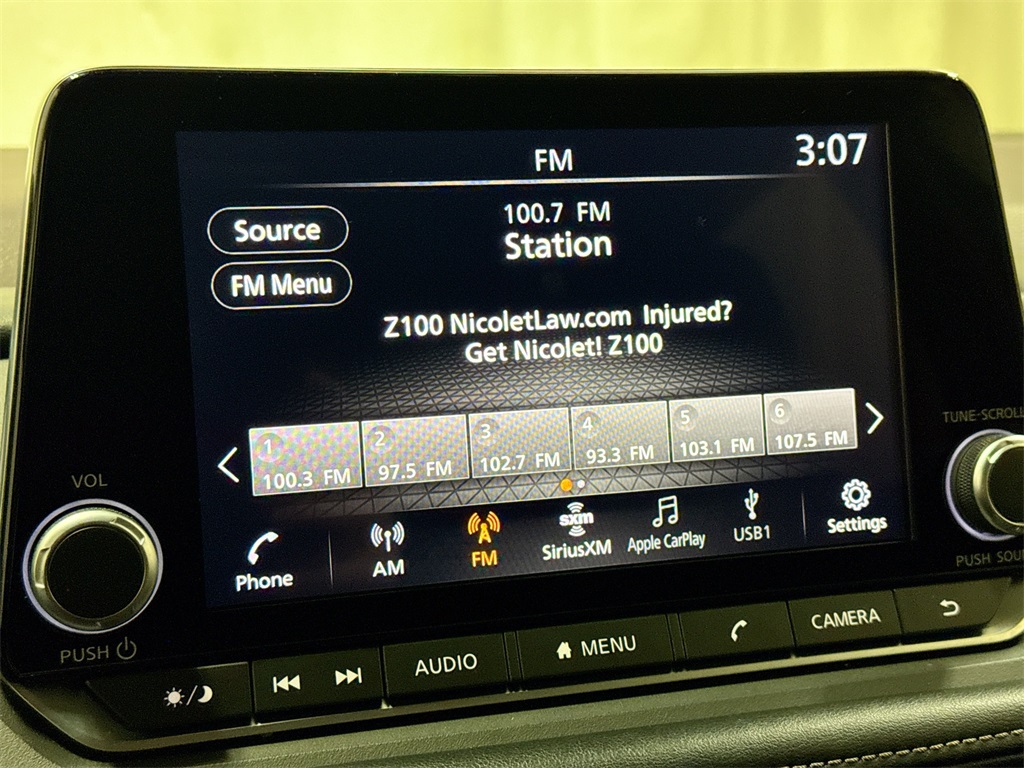 FM
3:07
Source
100.7 FM
Station
FM Menu
Z100 NicoletLaw.com Injured?
Get Nicolet! Z100
1
100.3 FM
2
97.5 FM
3
102.7 FM
4
93.3 FM
5
103.1 FM
6
107.5 FM
TUNE-SCROLL
VOL
Phone
AM
FM
sxm
SiriusXM
Apple CarPlay
USB1
Settings
PUSH
PUSH SOU
AUDIO
MENU
CAMERA